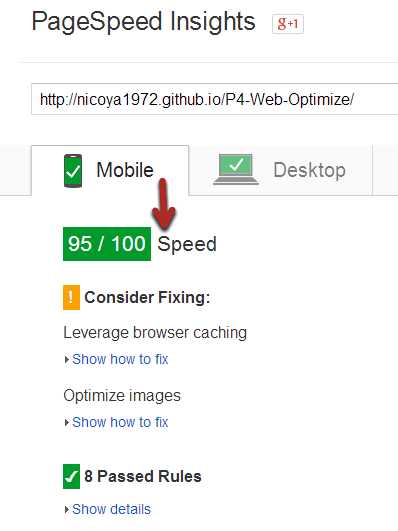 PageSpeed Insights
g+1
http://nicoya1972.github.io/P4-Web-Optimize/
Mobile
Desktop
95 / 100 Speed
! Consider Fixing:
Leverage browser caching
Show how to fix
Optimize images
Show how to fix
8 Passed Rules
Show details